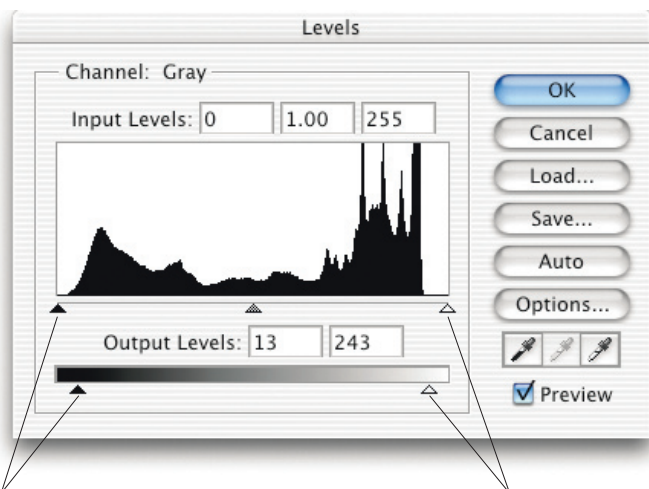 Levels
Channel: Gray
Input Levels: 0 1.00 255
Output Levels: 13 243
OK
Cancel
Load...
Save...
Auto
Options...
Preview